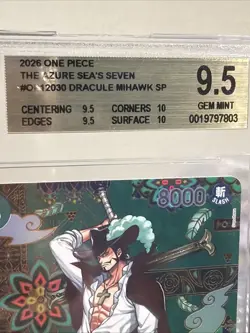 2026 ONE PIECE
THE AZURE SEA'S SEVEN
12030 DRACULE MIHAWK SP
9.5
GEM MINT
CENTERING 9.5 CORNERS 10
EDGES 9.5 SURFACE 10
0019797803
8000
斬
SLASH